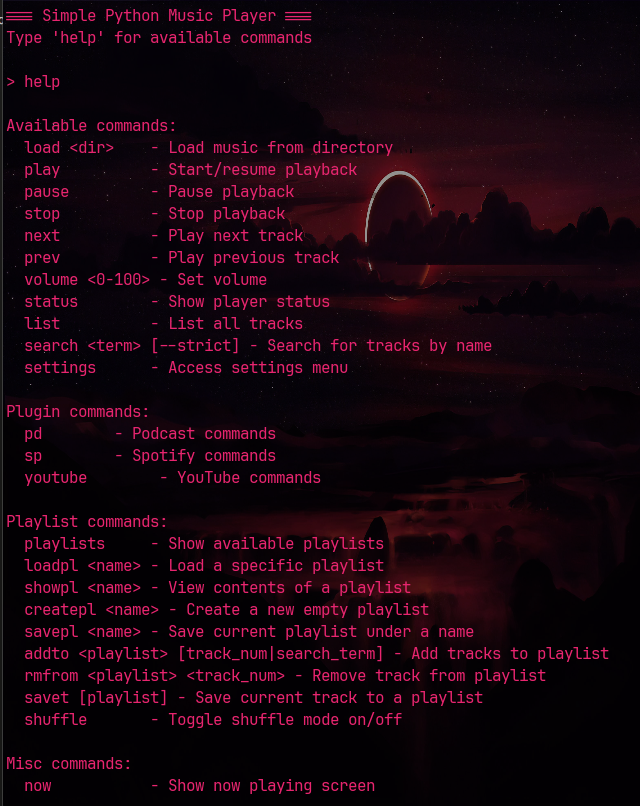 === Simple Python Music Player ===
Type 'help' for available commands
> help
Available commands:
load <dir> - Load music from directory
play - Start/resume playback
pause - Pause playback
stop - Stop playback
next - Play next track
prev - Play previous track
volume <0-100> - Set volume
status - Show player status
list - List all tracks
search <term> [--strict] - Search for tracks by name
settings - Access settings menu
Plugin commands:
pd - Podcast commands
sp - Spotify commands
youtube - YouTube commands
Playlist commands:
playlists - Show available playlists
loadpl <name> - Load a specific playlist
showpl <name> - View contents of a playlist
createpl <name> - Create a new empty playlist
savepl <name> - Save current playlist under a name
addto <playlist> [track_num|search_term] - Add tracks to playlist
rmfrom <playlist> <track_num> - Remove track from playlist
savet [playlist] - Save current track to a playlist
shuffle - Toggle shuffle mode on/off
Misc commands:
now - Show now playing screen